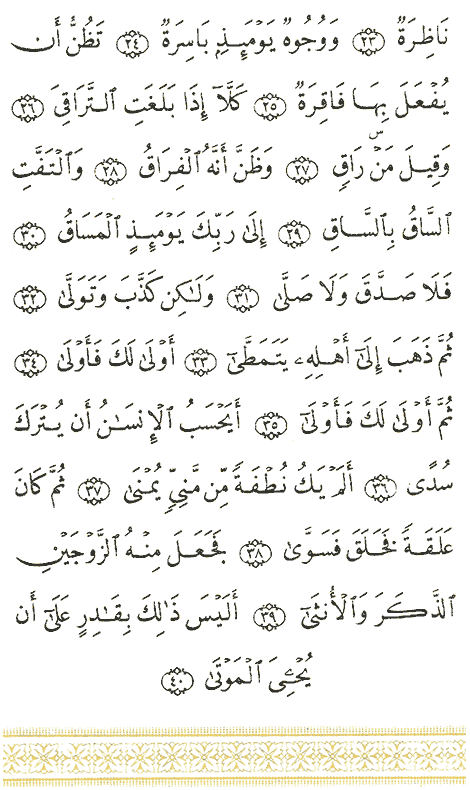 نَاظِرَةٌ ٢٣ وَوُجُوهٌ يَوۡمَئِذِۭ بَاسِرَةٌ ٢٤ تَظُنُّ أَن
يُفۡعَلَ بِهَا فَاقِرَةٌ ٢٥ كَلَّآ إِذَا بَلَغَتِ ٱلتَّرَاقِيَ ٢٦
وَقِيلَ مَنۡۜ رَاقٖ ٢٧ وَظَنَّ أَنَّهُ ٱلۡفِرَاقُ ٢٨ وَٱلۡتَفَّتِ
ٱلسَّاقُ بِٱلسَّاقِ ٢٩ إِلَىٰ رَبِّكَ يَوۡمَئِذٍ ٱلۡمَسَاقُ ٣٠
فَلَا صَدَّقَ وَلَا صَلَّىٰ ٣١ وَلَٰكِن كَذَّبَ وَتَوَلَّىٰ ٣٢
ثُمَّ ذَهَبَ إِلَىٰٓ أَهۡلِهِۦ يَتَمَطَّىٰٓ ٣٣ أَوۡلَىٰ لَكَ فَأَوۡلَىٰ ٣٤
ثُمَّ أَوۡلَىٰ لَكَ فَأَوۡلَىٰٓ ٣٥ أَيَحۡسَبُ ٱلۡإِنسَٰنُ أَن يُتۡرَكَ
سُدًى ٣٦ أَلَمۡ يَكُ نُطۡفَةٗ مِّن مَّنِيّٖ يُمۡنَىٰ ٣٧ ثُمَّ كَانَ
عَلَقَةٗ فَخَلَقَ فَسَوَّىٰ ٣٨ فَجَعَلَ مِنۡهُ ٱلزَّوۡجَيۡنِ
ٱلذَّكَرَ وَٱلۡأُنثَىٰٓ ٣٩ أَلَيۡسَ ذَٰلِكَ بِقَٰدِرٍ عَلَىٰٓ أَن
يُحۡـِۧيَ ٱلۡمَوۡتَىٰ ٤٠